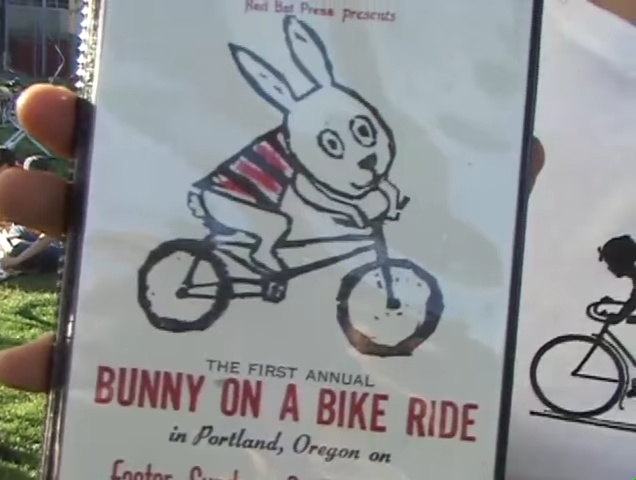 Red Bat Press presents
THE FIRST ANNUAL
BUNNY ON A BIKE RIDE
in Portland, Oregon on